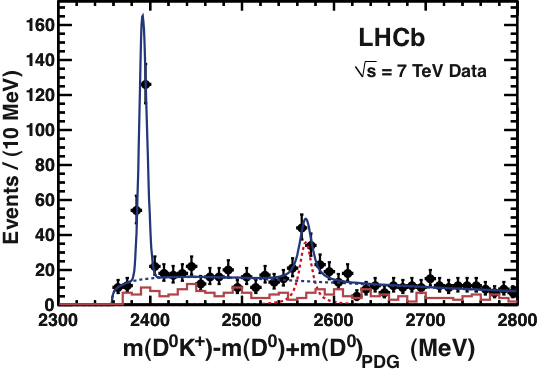 160
140
120
100
80
60
40
20
0
Events / (10 MeV)
LHCb
√s = 7 TeV Data
2300 2400 2500 2600 2700 2800
m(D⁰K⁺)-m(D⁰)+m(D⁰)PDG (MeV)